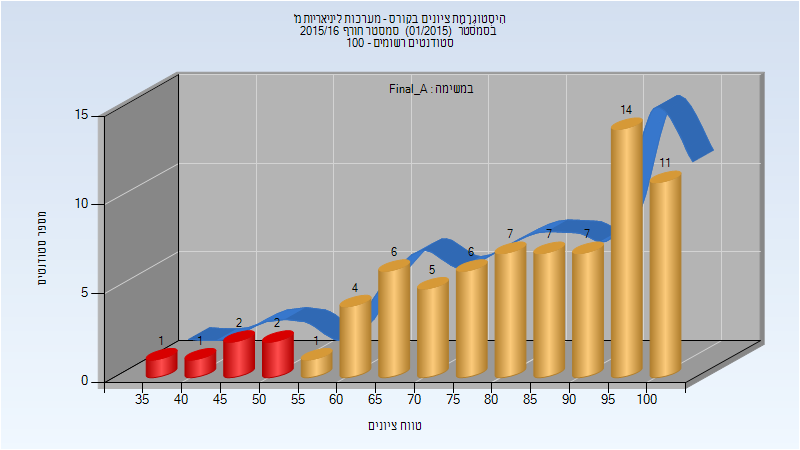 היסטוגרמת ציונים בקורס - מערכות ליניאריות מ'
בסמסטר (01/2015) סמסטר חורף 2015/16
סטודנטים רשומים - 100
במשימה : Final_A
מספר סטודנטים
15
10
5
0
1
1
2
2
1
4
6
5
6
7
7
7
14
11
35 40 45 50 55 60 65 70 75 80 85 90 95 100
טווח ציונים